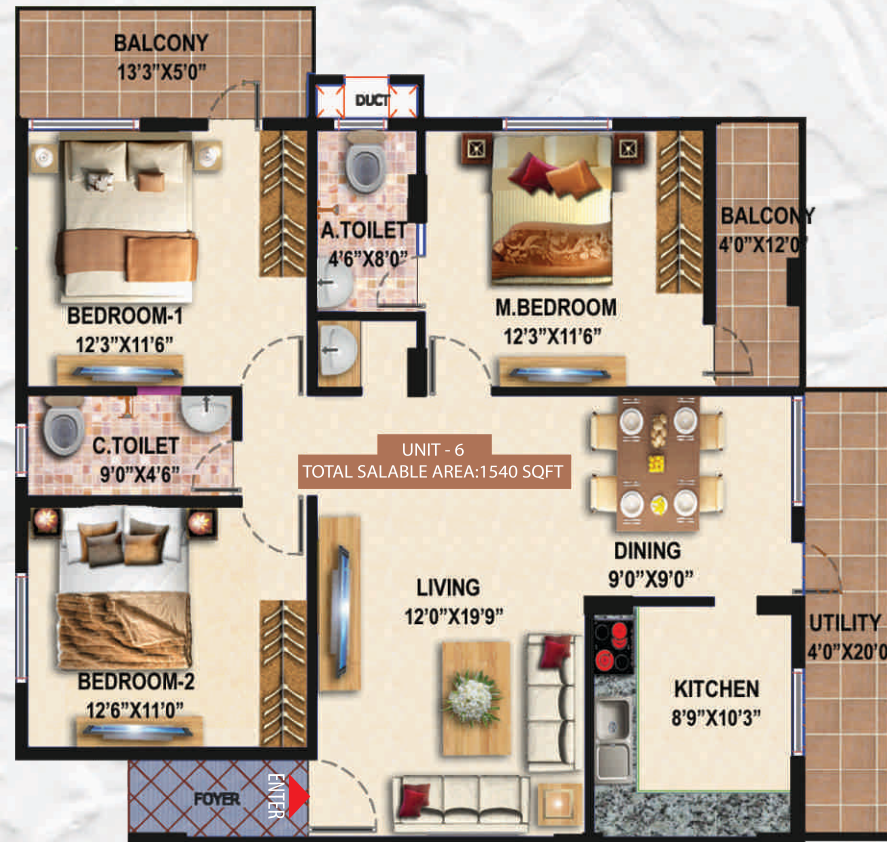 BALCONY
13'3"X5'0"
DUCT
A.TOILET
4'6"X8'0"
BALCONY
4'0"X12'0"
BEDROOM-1
12'3"X11'6"
M.BEDROOM
12'3"X11'6"
C.TOILET
9'0"X4'6"
UNIT - 6
TOTAL SALABLE AREA:1540 SQFT
DINING
9'0"X9'0"
LIVING
12'0"X19'9"
UTILITY
4'0"X20'0
BEDROOM-2
12'6"X11'0"
KITCHEN
8'9"X10'3"
FOYER
ENTER